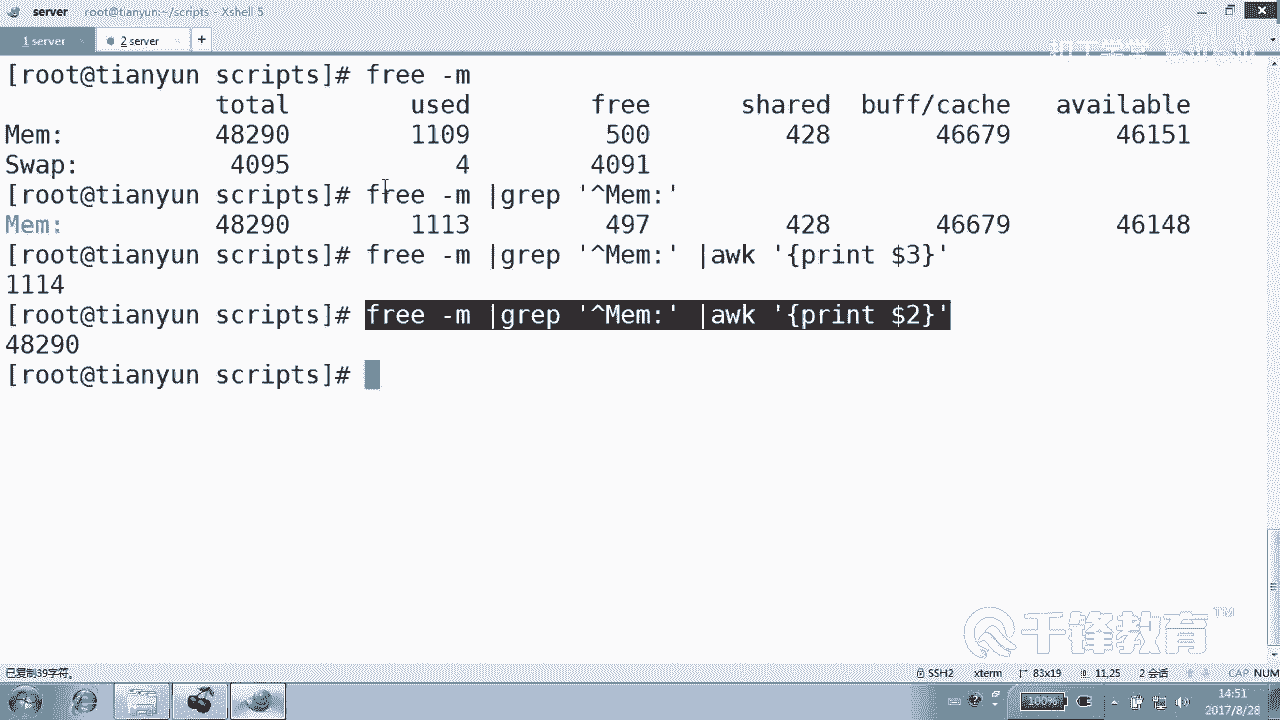 server root@tianyun:~/scripts - Xshell 5
1 server 2 server +
[root@tianyun scripts]# free -m
total used free shared buff/cache available
Mem: 48290 1109 500 428 46679 46151
Swap: 4095 4 4091
[root@tianyun scripts]# free -m |grep '^Mem:'
Mem: 48290 1113 497 428 46679 46148
[root@tianyun scripts]# free -m |grep '^Mem:' |awk '{print $3}'
1114
[root@tianyun scripts]# free -m |grep '^Mem:' |awk '{print $2}'
48290
[root@tianyun scripts]#
千锋教育™
已复制39字符。 SSH2 xterm 83x19 11,25 2 会话 CAP NUM
100% 14:51
2017/8/28